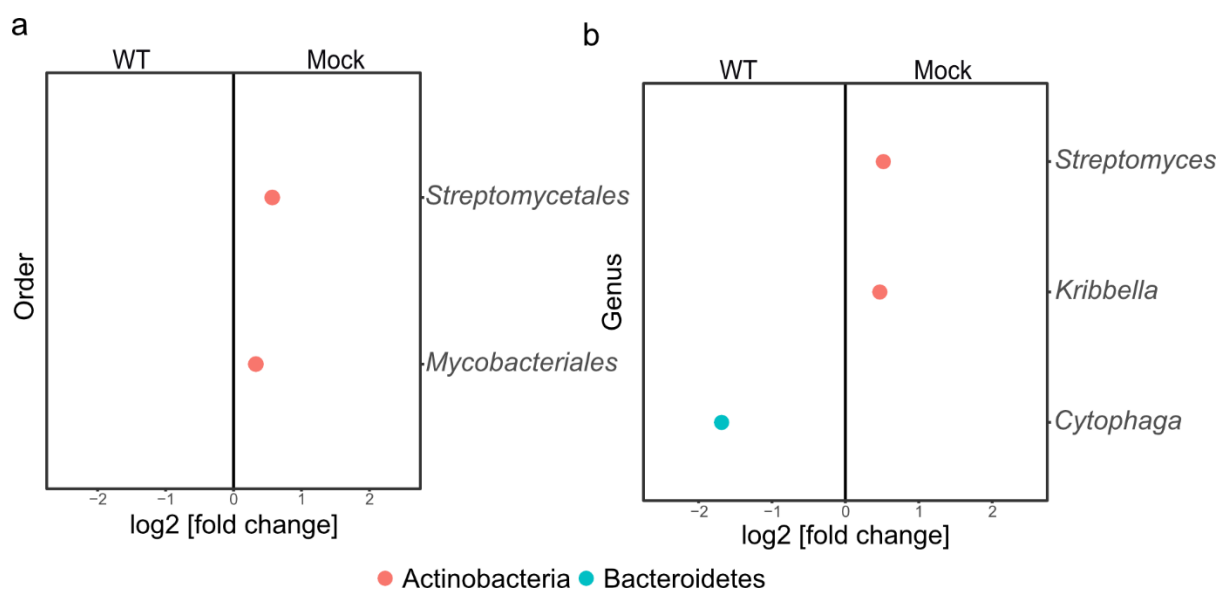 a
WT Mock
Order
Streptomycetales
Mycobacteriales
−2 −1 0 1 2
log2 [fold change]
b
WT Mock
Genus
Streptomyces
Kribbella
Cytophaga
−2 −1 0 1 2
log2 [fold change]
Actinobacteria Bacteroidetes